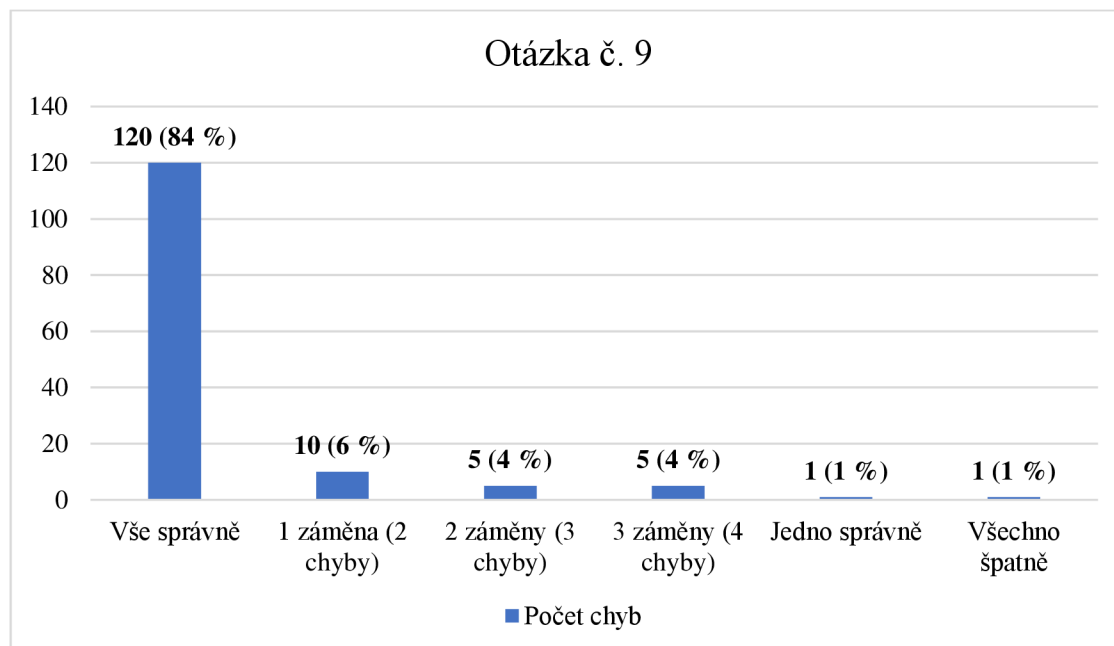 Otázka č. 9
140
120 (84 %)
120
100
80
60
40
20
10 (6 %)
5 (4 %)
5 (4 %)
1 (1 %)
1 (1 %)
0
Vše správně
1 záměna (2
chyby)
2 záměny (3
chyby)
3 záměny (4
chyby)
Jedno správně
Všechno
špatně
Počet chyb